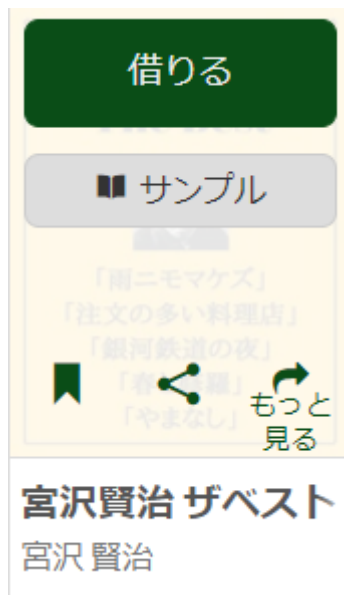 借りる
サンプル
「雨ニモマケズ」
「注文の多い料理店」
「銀河鉄道の夜」
「やまなし」
もっと
見る
宮沢賢治 ザベスト
宮沢 賢治